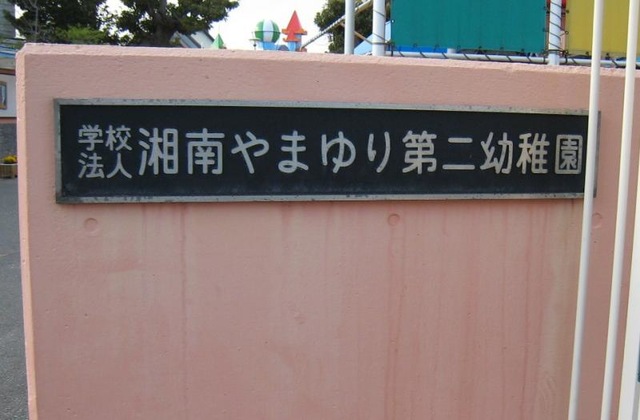 学校
法人
湘南やまゆり第二幼稚園